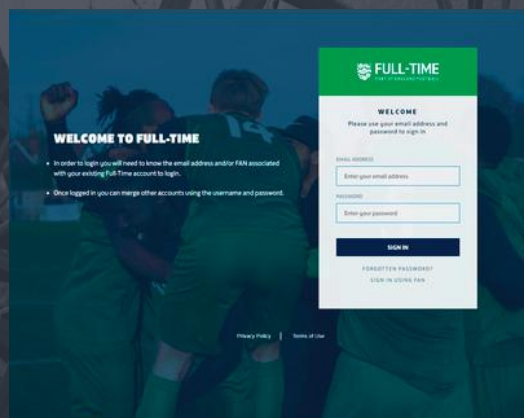 WELCOME TO FULL-TIME
In order to login you will need to know the email address and/or FAN associated
with your existing Full-Time account to login.
Once logged in you can merge other accounts using the username and password.
FULL-TIME
PART OF ENGLAND FOOTBALL
WELCOME
Please use your email address and
password to sign in
EMAIL ADDRESS
Enter your email address
PASSWORD
Enter your password
SIGN IN
FORGOTTEN PASSWORD?
SIGN IN USING FAN
Privacy Policy | Terms of Use